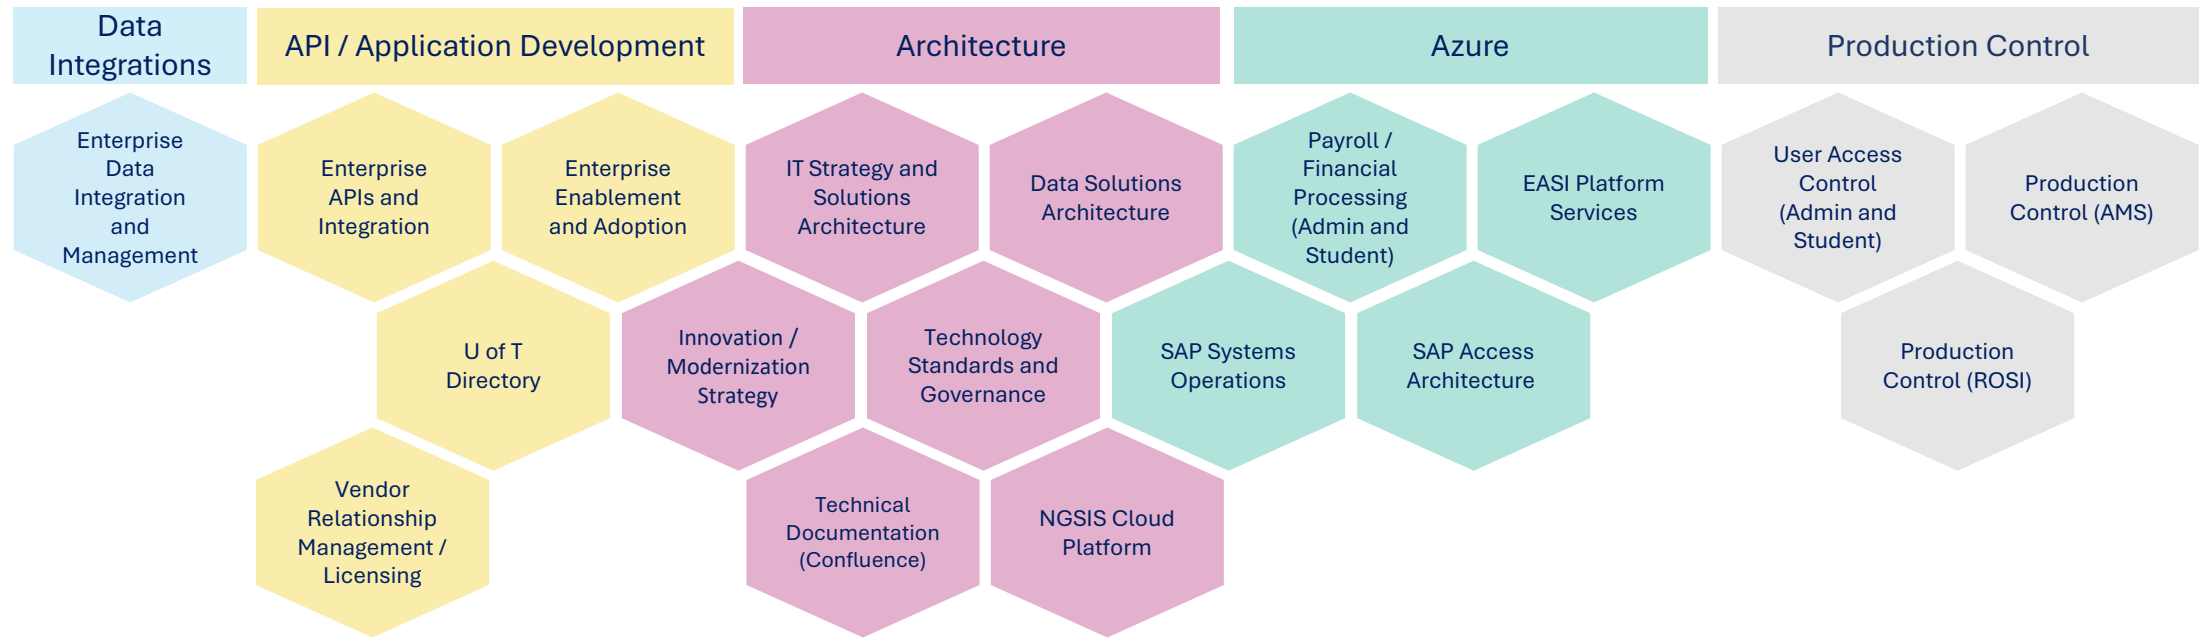 Data
Integrations
API / Application Development
Architecture
Azure
Production Control
Enterprise
Data
Integration
and
Management
Enterprise
APIs and
Integration
Enterprise
Enablement
and Adoption
IT Strategy and
Solutions
Architecture
Data Solutions
Architecture
Payroll /
Financial
Processing
(Admin and
Student)
EASI Platform
Services
User Access
Control
(Admin and
Student)
Production
Control (AMS)
U of T
Directory
Innovation /
Modernization
Strategy
Technology
Standards and
Governance
SAP Systems
Operations
SAP Access
Architecture
Production
Control (ROSI)
Vendor
Relationship
Management /
Licensing
Technical
Documentation
(Confluence)
NGSIS Cloud
Platform